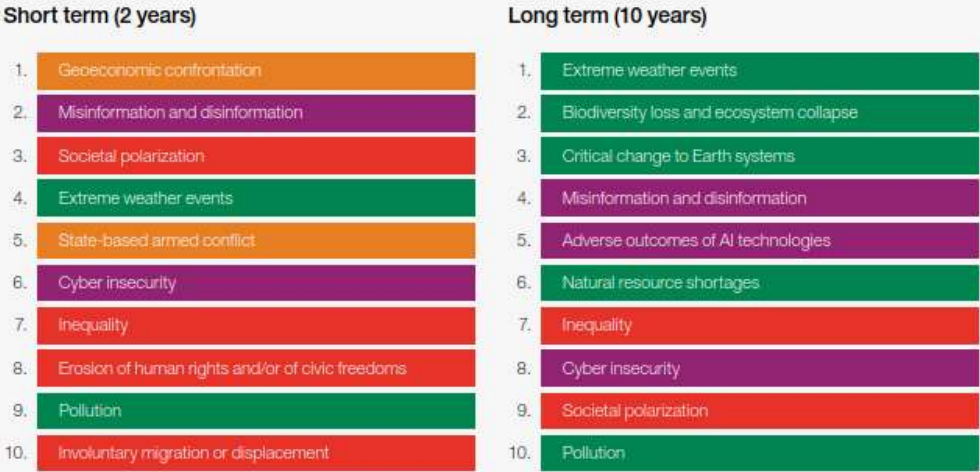 Short term (2 years)
1. Geoeconomic confrontation
2. Misinformation and disinformation
3. Societal polarization
4. Extreme weather events
5. State-based armed conflict
6. Cyber insecurity
7. Inequality
8. Erosion of human rights and/or of civic freedoms
9. Pollution
10. Involuntary migration or displacement
Long term (10 years)
1. Extreme weather events
2. Biodiversity loss and ecosystem collapse
3. Critical change to Earth systems
4. Misinformation and disinformation
5. Adverse outcomes of AI technologies
6. Natural resource shortages
7. Inequality
8. Cyber insecurity
9. Societal polarization
10. Pollution